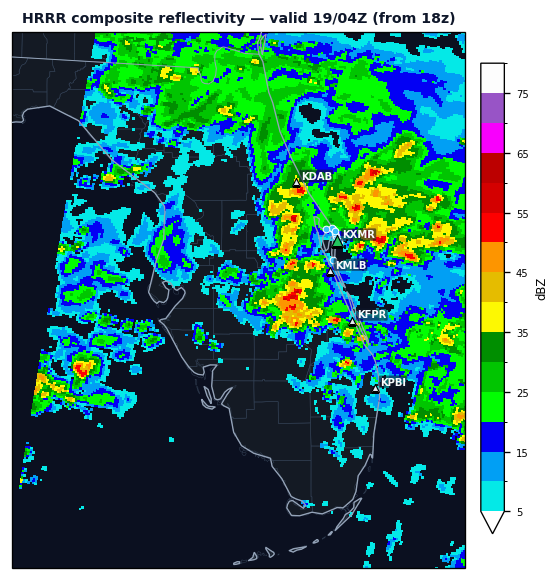 HRRR composite reflectivity — valid 19/04Z (from 18z)
KDAB
KXMR
KMLB
KFPR
KPBI
75
65
55
45
35
25
15
5
dBZ